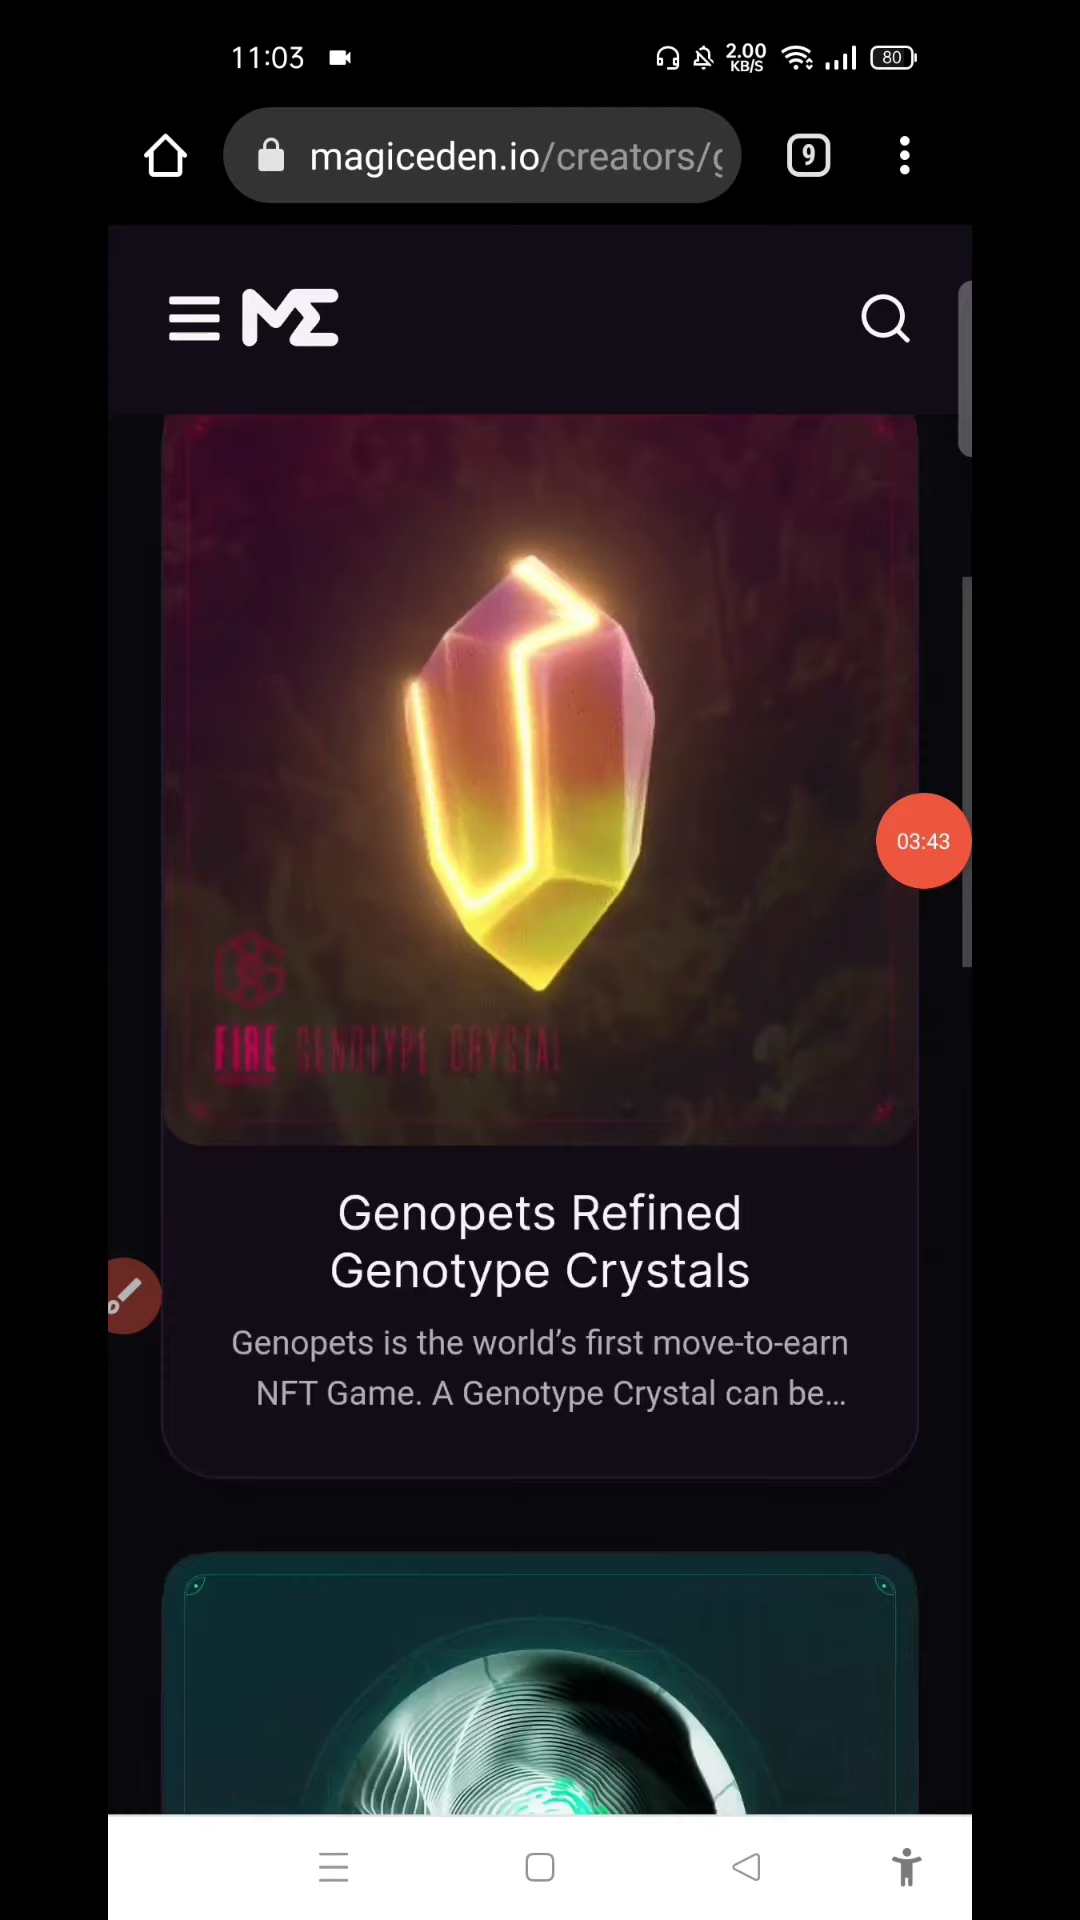 11:03 2.00 KB/S 80
magiceden.io/creators/g
9
ME
03:43
FIRE GENOTYPE CRYSTAL
Genopets Refined
Genotype Crystals
Genopets is the world’s first move-to-earn
NFT Game. A Genotype Crystal can be…